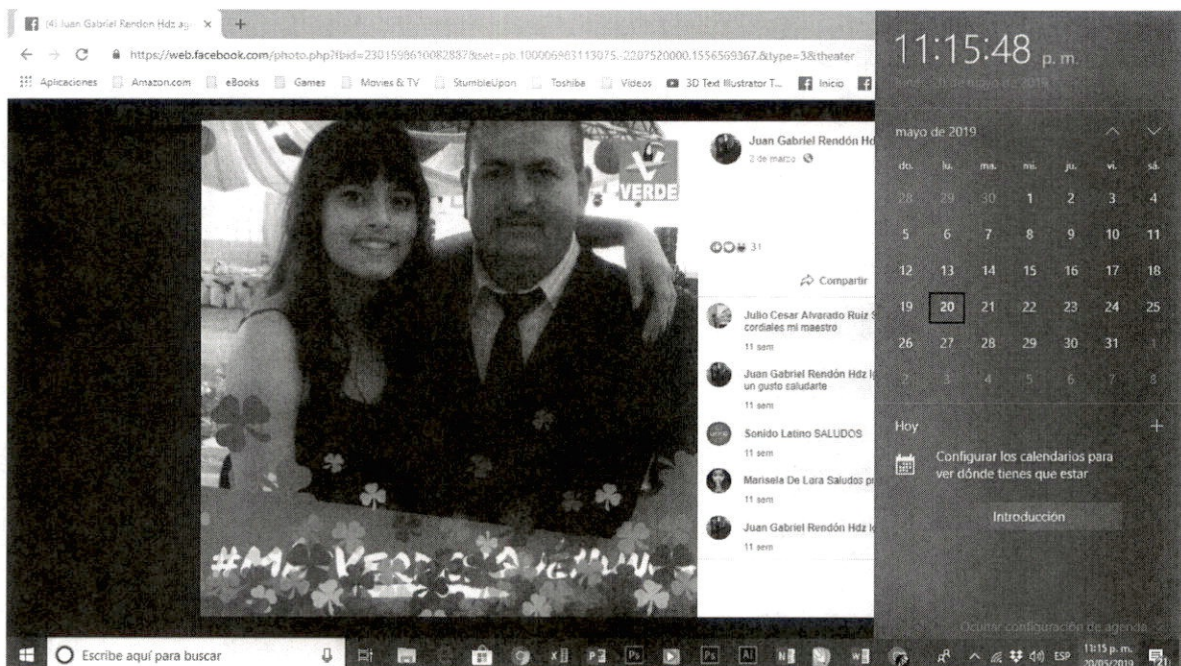 (4) Juan Gabriel Rendón Hdz ag
https://web.facebook.com/photo.php?fbid=2301598610082887&set=pb.100006983113075.-2207520000.1556569367.&type=3&theater
Aplicaciones Amazon.com eBooks Games Movies & TV StumbleUpon Toshiba Videos 3D Text Illustrator T... Inicio
VERDE
Juan Gabriel Rendón Hd
2 de marzo
31
Compartir
Julio Cesar Alvarado Ruiz S
cordiales mi maestro
11 sem
Juan Gabriel Rendón Hdz
un gusto saludarte
11 sem
Sonido Latino SALUDOS
11 sem
Marisela De Lara Saludos
11 sem
Juan Gabriel Rendón Hdz
11 sem
11:15:48 p. m.
mayo de 2019
mayo de 2019
do. lu. ma. mi. ju. vi. sá.
28 29 30 1 2 3 4
5 6 7 8 9 10 11
12 13 14 15 16 17 18
19 20 21 22 23 24 25
26 27 28 29 30 31 1
2 3 4 5 6 7 8
Hoy
Configurar los calendarios para
ver dónde tienes que estar
Introducción
Ocultar configuración de agenda
Escribe aquí para buscar
Ps Ps Ai ESP
11:15 p. m.
20/05/2019